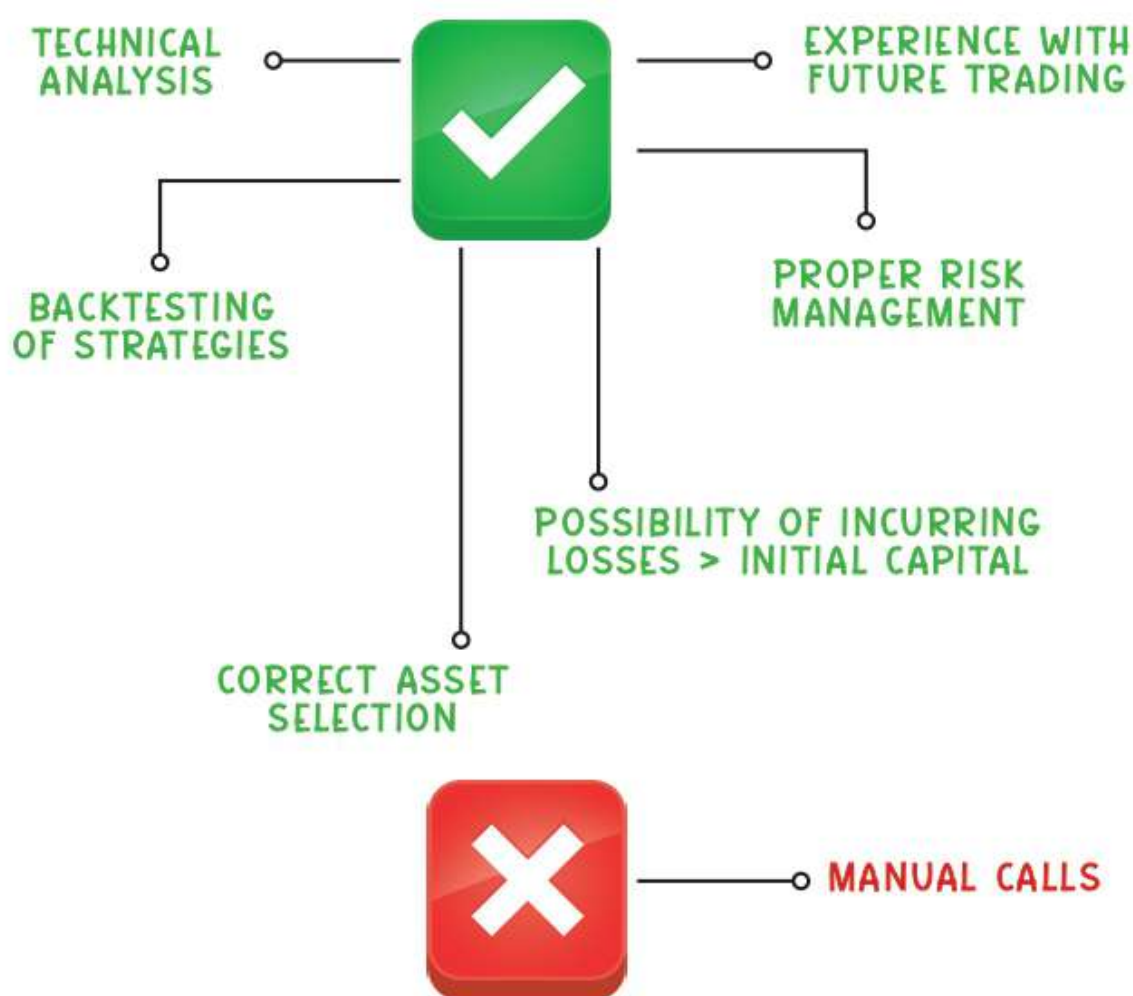 TECHNICAL
ANALYSIS
EXPERIENCE WITH
FUTURE TRADING
BACKTESTING
OF STRATEGIES
PROPER RISK
MANAGEMENT
POSSIBILITY OF INCURRING
LOSSES > INITIAL CAPITAL
CORRECT ASSET
SELECTION
MANUAL CALLS